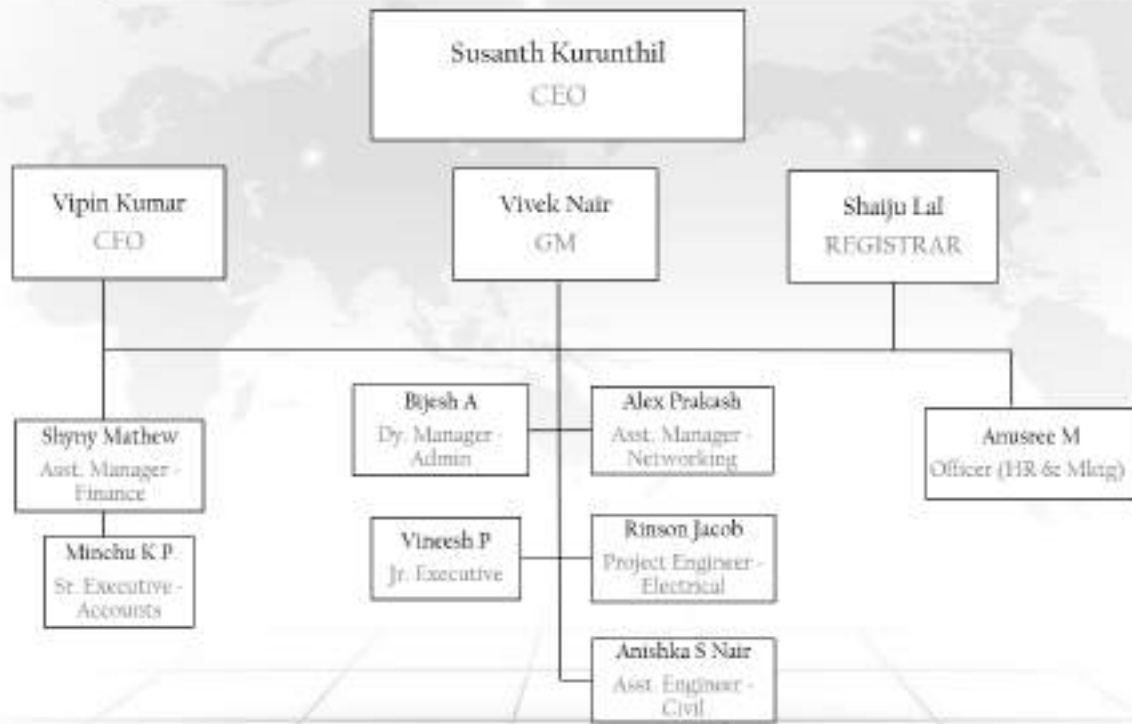 Susanth Kurunthil
CEO
Vipin Kumar
CFO
Vivek Nair
GM
Shaiju Lal
REGISTRAR
Shyny Mathew
Asst. Manager -
Finance
Minchu K P
Sr. Executive -
Accounts
Bijesh A
Dy. Manager -
Admin
Alex Prakash
Asst. Manager -
Networking
Vineesh P
Jr. Executive
Rinson Jacob
Project Engineer -
Electrical
Anishka S Nair
Asst. Engineer -
Civil
Anusree M
Officer (HR & Mktg)